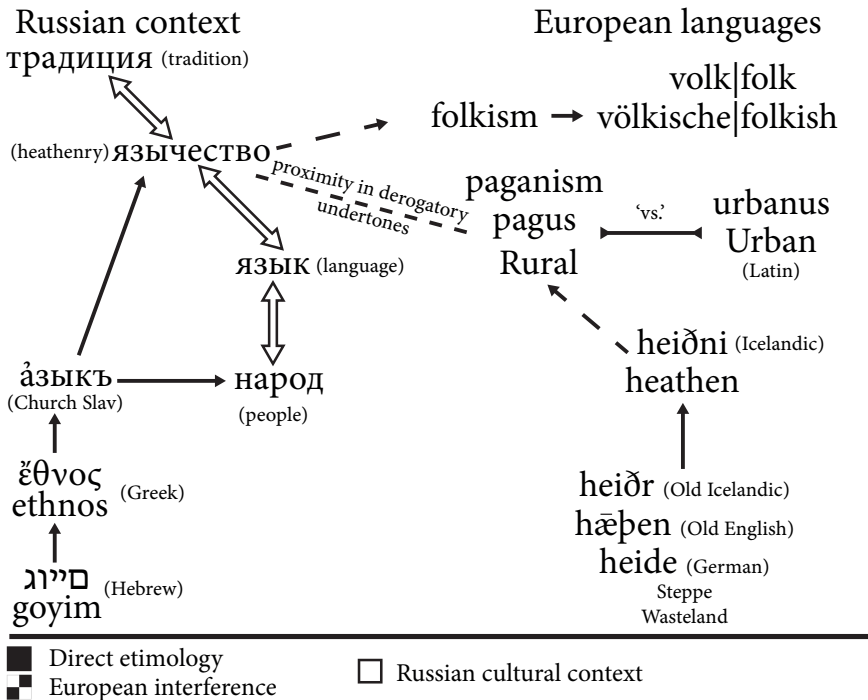 Russian context
традиция (tradition)
European languages
volk|folk
folkism
völkische|folkish
(heathenry) язычество
proximity in derogatory
undertones
paganism
pagus
Rural
'vs.'
urbanus
Urban
(Latin)
язык (language)
heiðni (Icelandic)
heathen
а҆зыкъ
(Church Slav)
народ
(people)
ἔθνος
ethnos (Greek)
heiðr (Old Icelandic)
hǣþen (Old English)
heide (German)
Steppe
Wasteland
םייוג
goyim (Hebrew)
Direct etimology
European interference
Russian cultural context